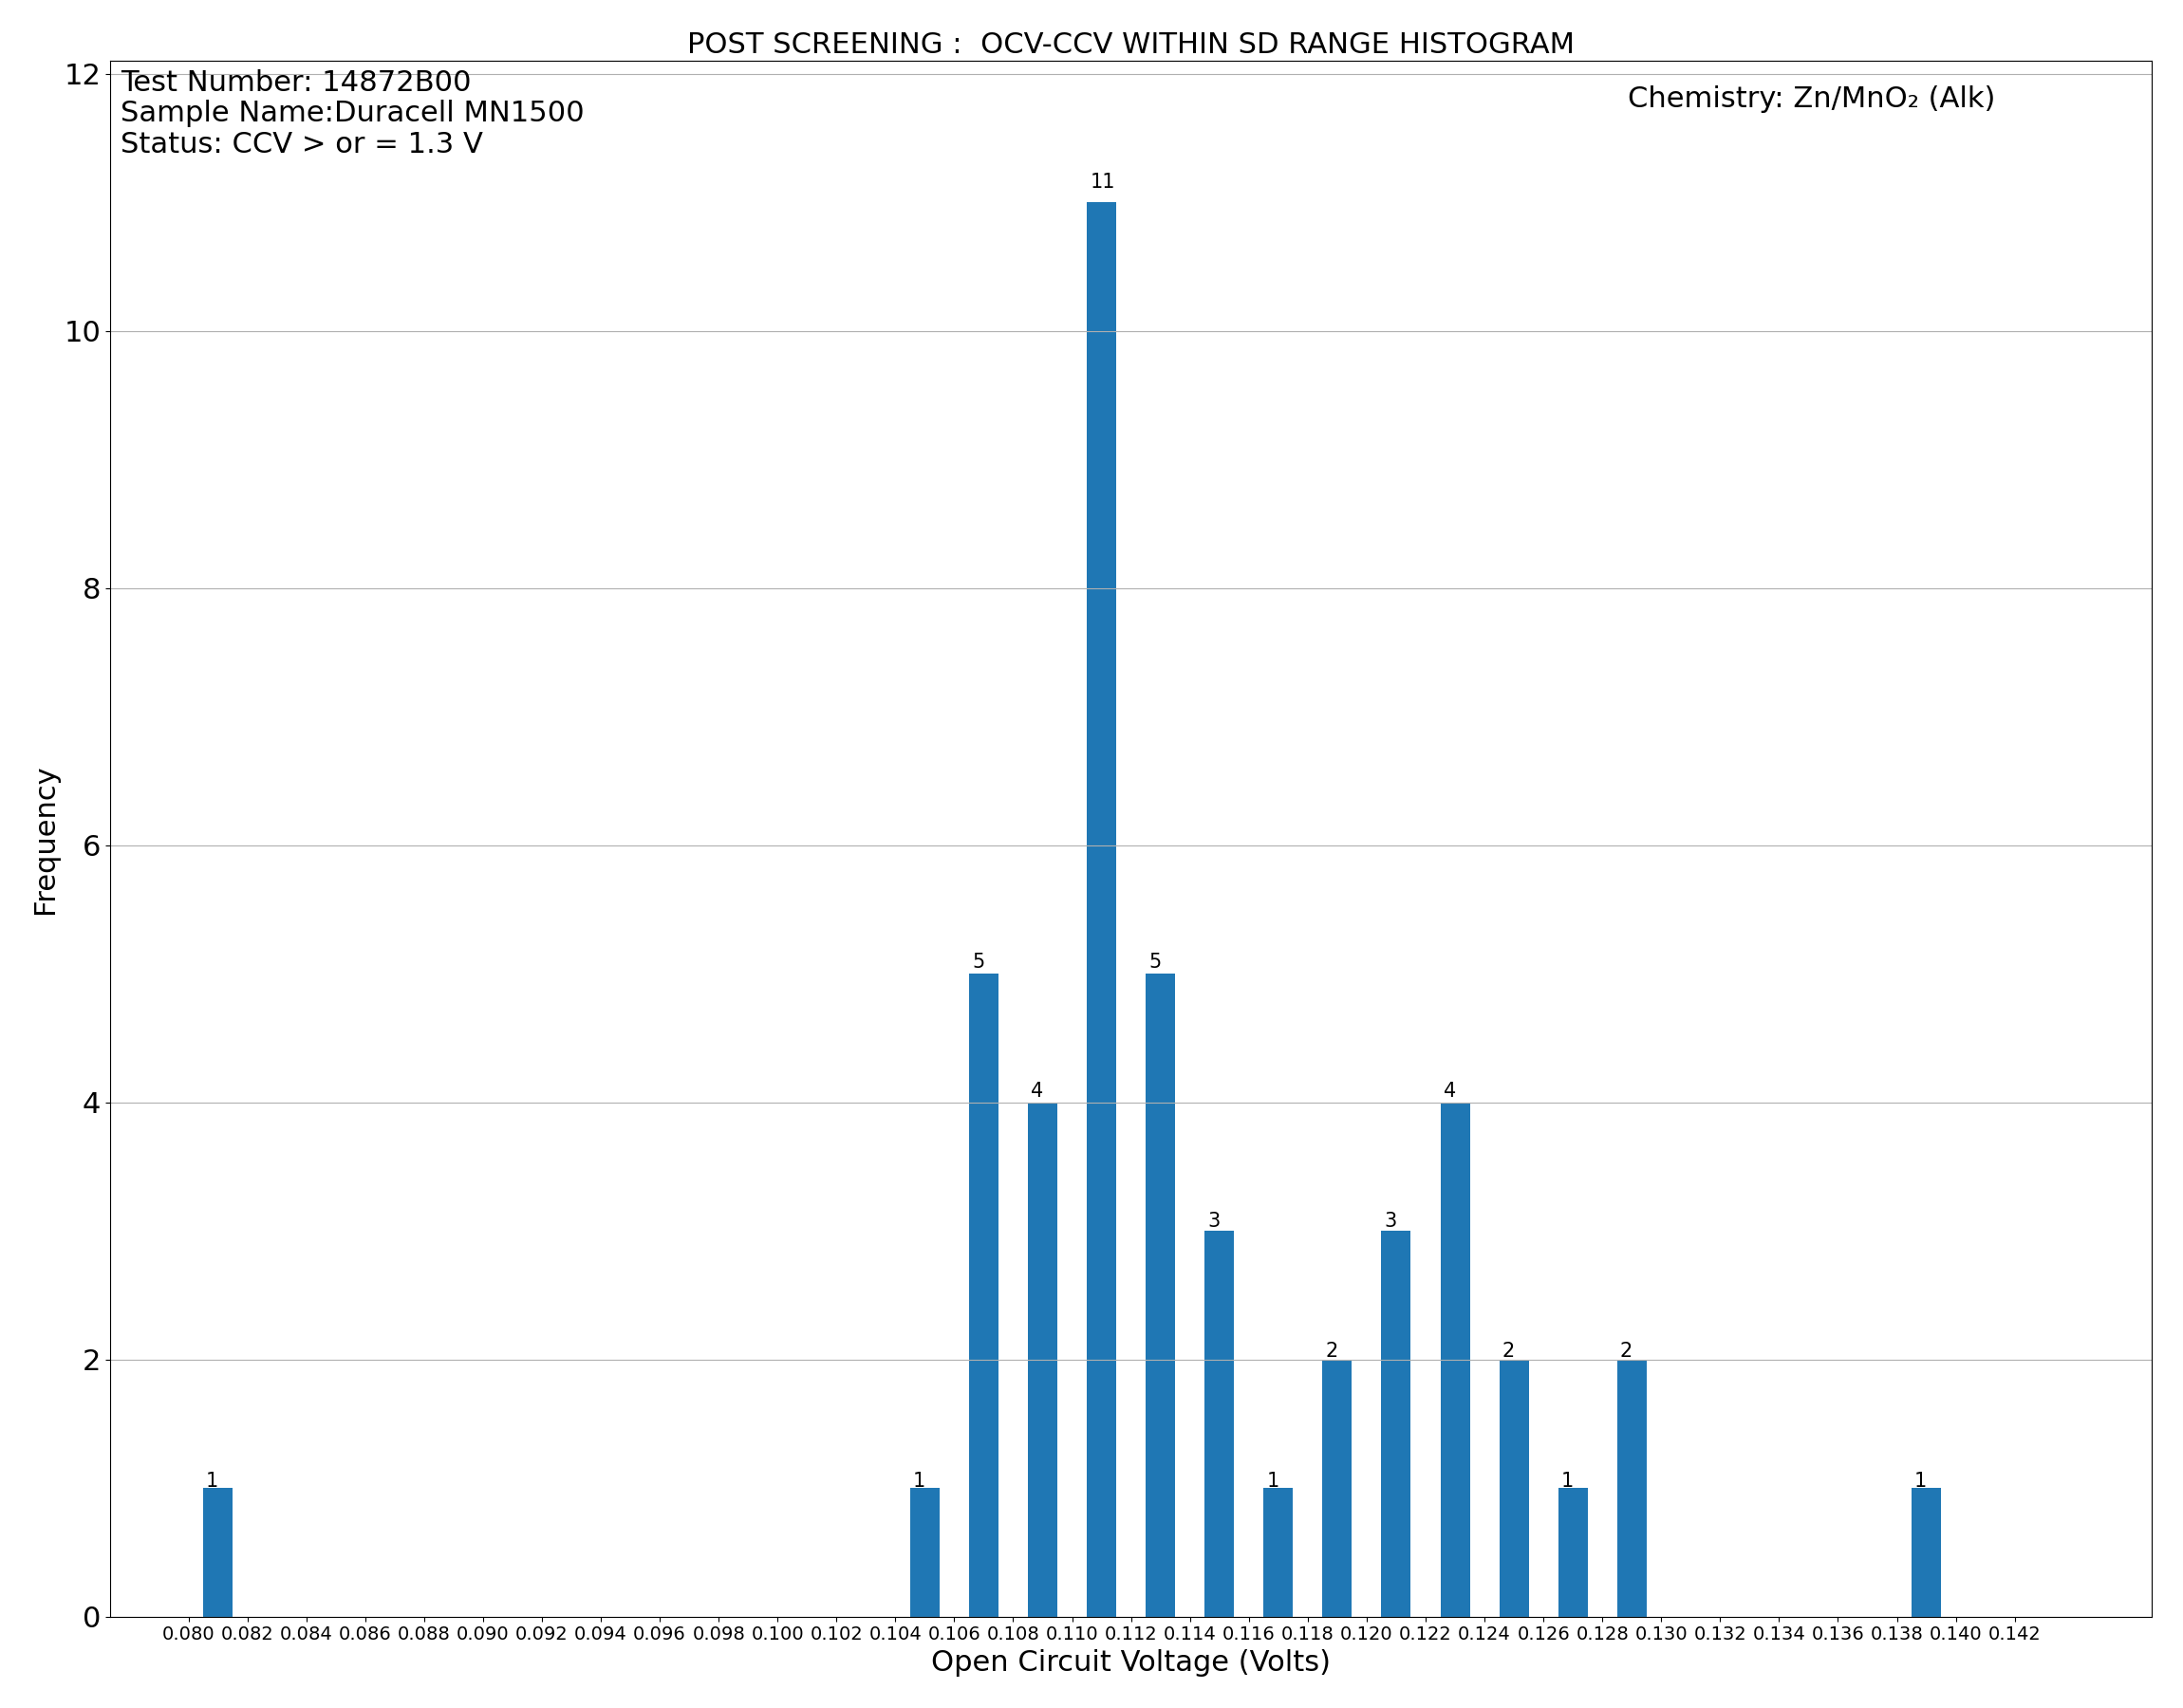 POST SCREENING :  OCV-CCV WITHIN SD RANGE HISTOGRAM
Test Number: 14872B00
Sample Name:Duracell MN1500
Status: CCV > or = 1.3 V
Chemistry: Zn/MnO₂ (Alk)
12
10
8
6
4
2
0
Frequency
1
1
5
4
11
5
3
1
2
3
4
2
1
2
1
0.080 0.082 0.084 0.086 0.088 0.090 0.092 0.094 0.096 0.098 0.100 0.102 0.104 0.106 0.108 0.110 0.112 0.114 0.116 0.118 0.120 0.122 0.124 0.126 0.128 0.130 0.132 0.134 0.136 0.138 0.140 0.142
Open Circuit Voltage (Volts)